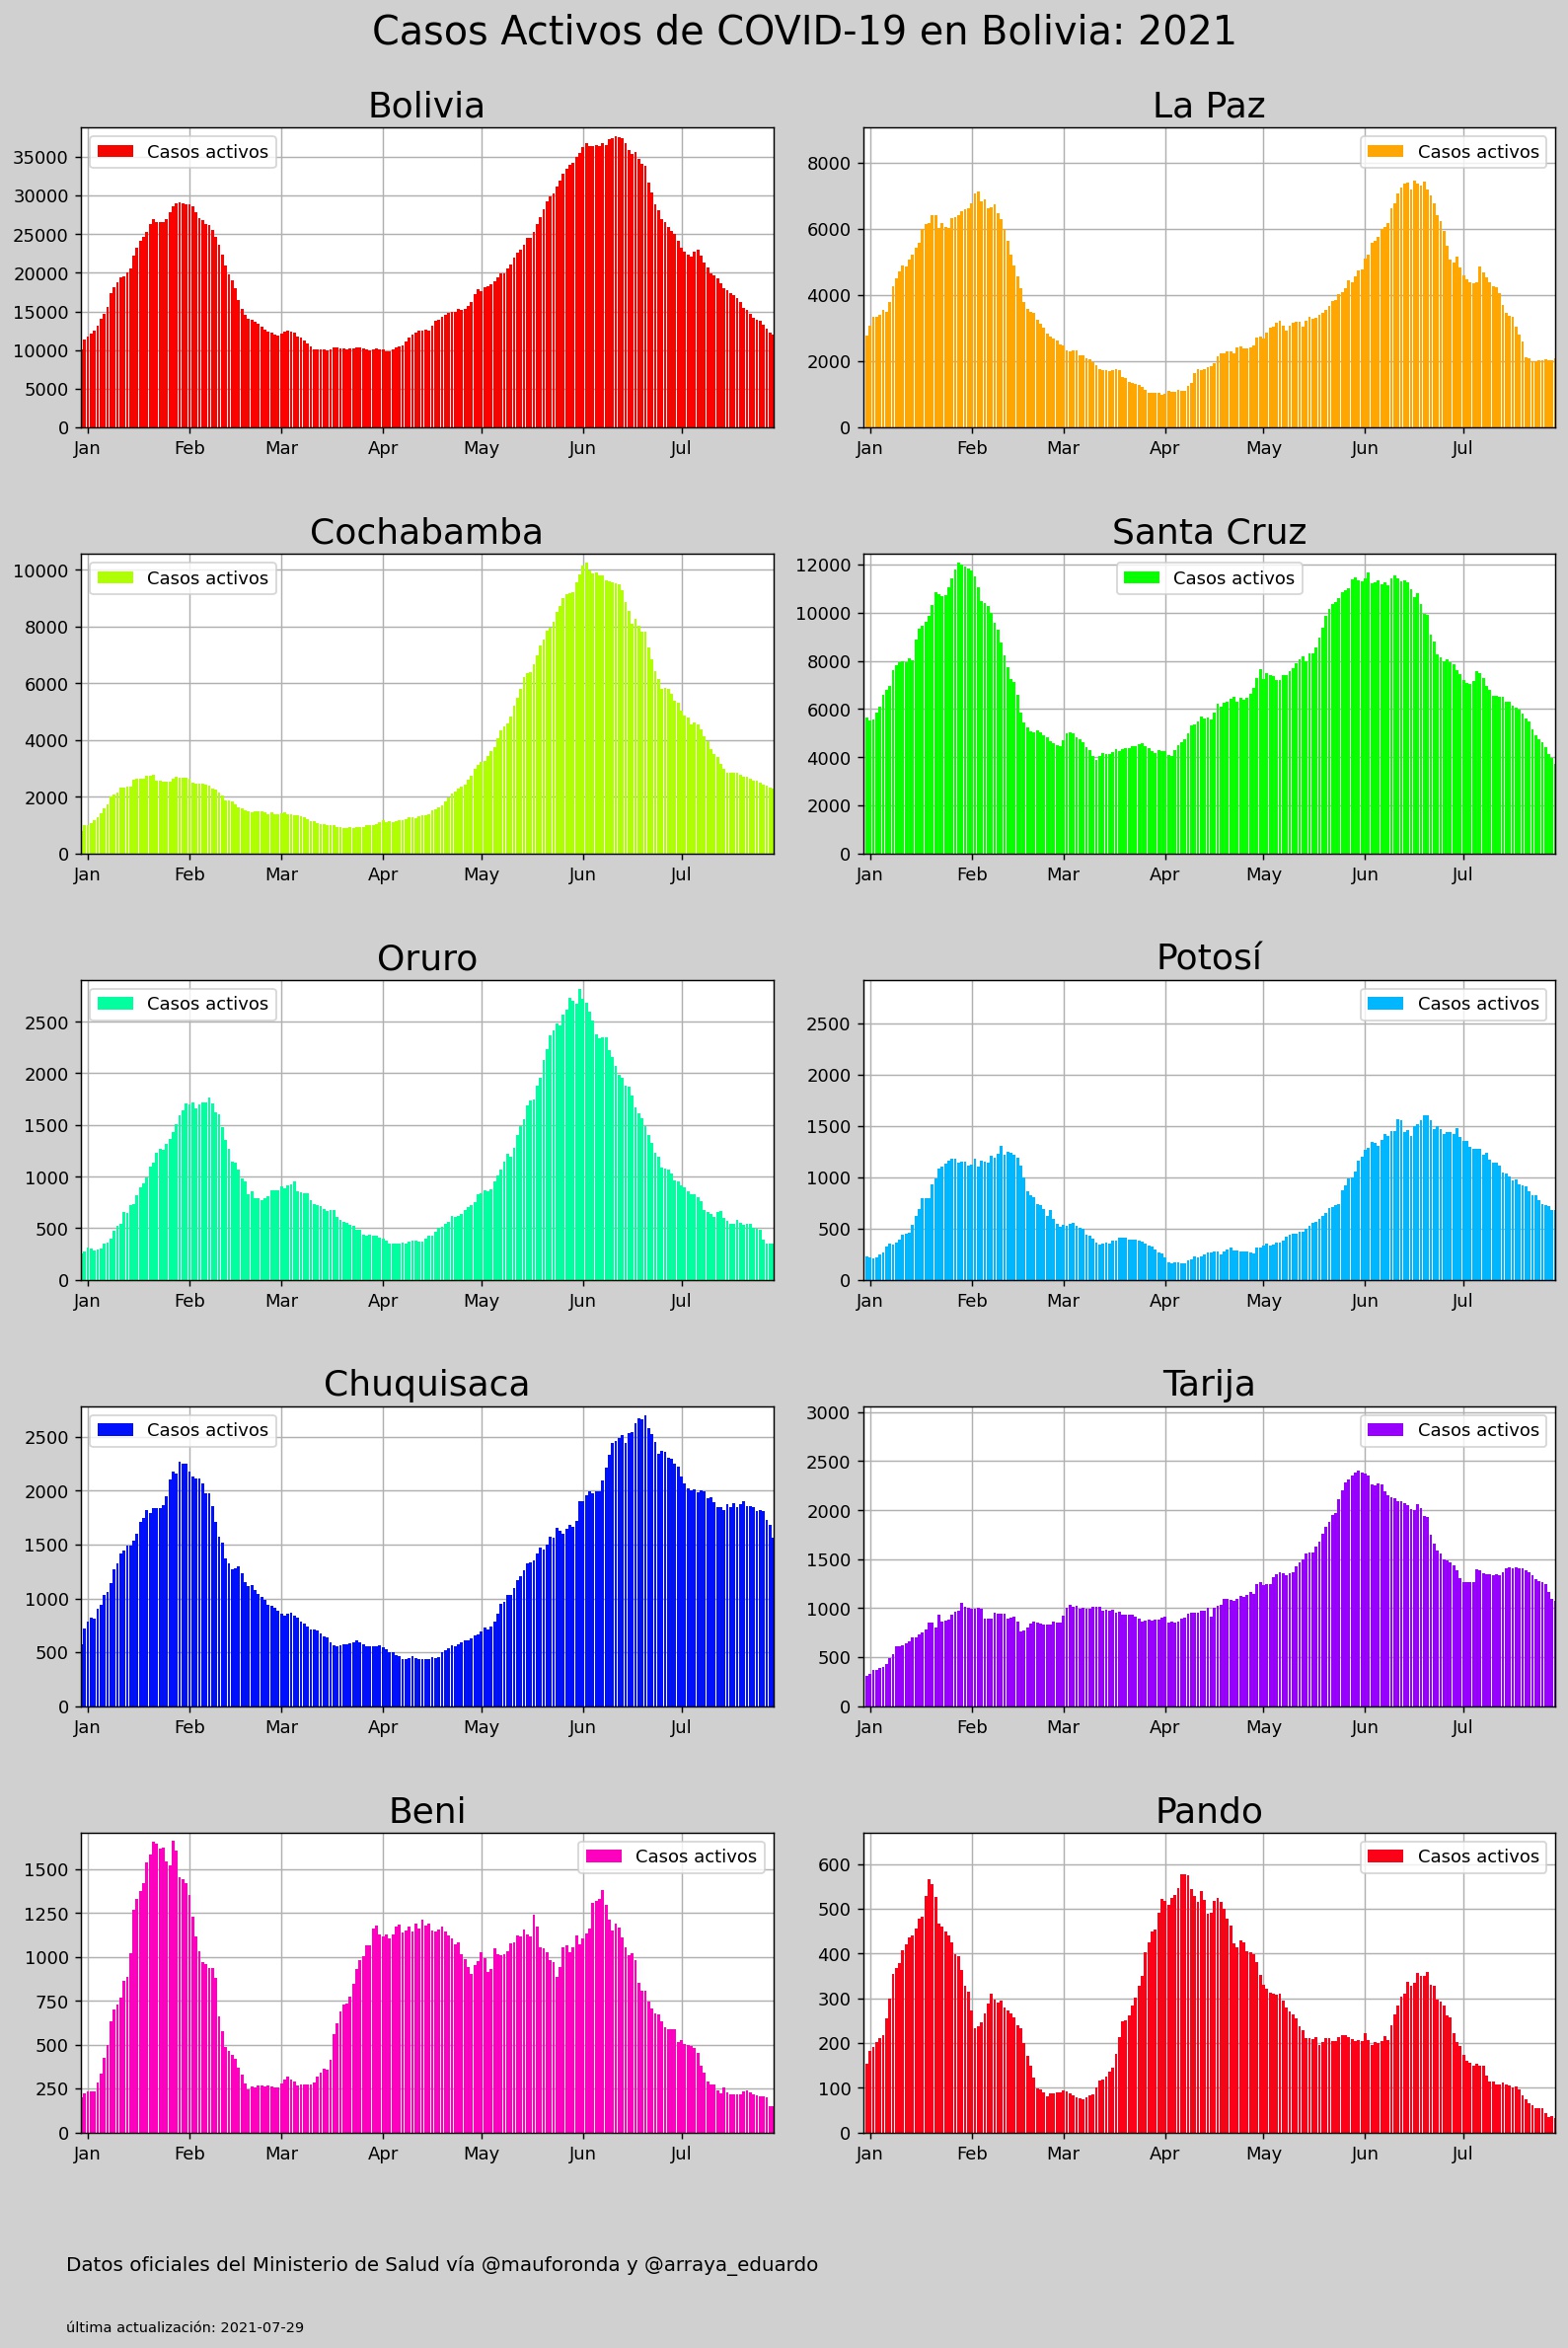 Casos Activos de COVID-19 en Bolivia: 2021
Bolivia
Casos activos
35000
30000
25000
20000
15000
10000
5000
0
Jan Feb Mar Apr May Jun Jul
La Paz
Casos activos
8000
6000
4000
2000
0
Jan Feb Mar Apr May Jun Jul
Cochabamba
Casos activos
10000
8000
6000
4000
2000
0
Jan Feb Mar Apr May Jun Jul
Santa Cruz
Casos activos
12000
10000
8000
6000
4000
2000
0
Jan Feb Mar Apr May Jun Jul
Oruro
Casos activos
2500
2000
1500
1000
500
0
Jan Feb Mar Apr May Jun Jul
Potosí
Casos activos
2500
2000
1500
1000
500
0
Jan Feb Mar Apr May Jun Jul
Chuquisaca
Casos activos
2500
2000
1500
1000
500
0
Jan Feb Mar Apr May Jun Jul
Tarija
Casos activos
3000
2500
2000
1500
1000
500
0
Jan Feb Mar Apr May Jun Jul
Beni
Casos activos
1500
1250
1000
750
500
250
0
Jan Feb Mar Apr May Jun Jul
Pando
Casos activos
600
500
400
300
200
100
0
Jan Feb Mar Apr May Jun Jul
Datos oficiales del Ministerio de Salud vía @mauforonda y @arraya_eduardo
última actualización: 2021-07-29